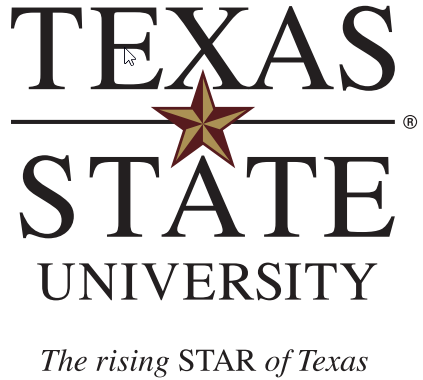 TEXAS
®
STATE
UNIVERSITY
The rising STAR of Texas